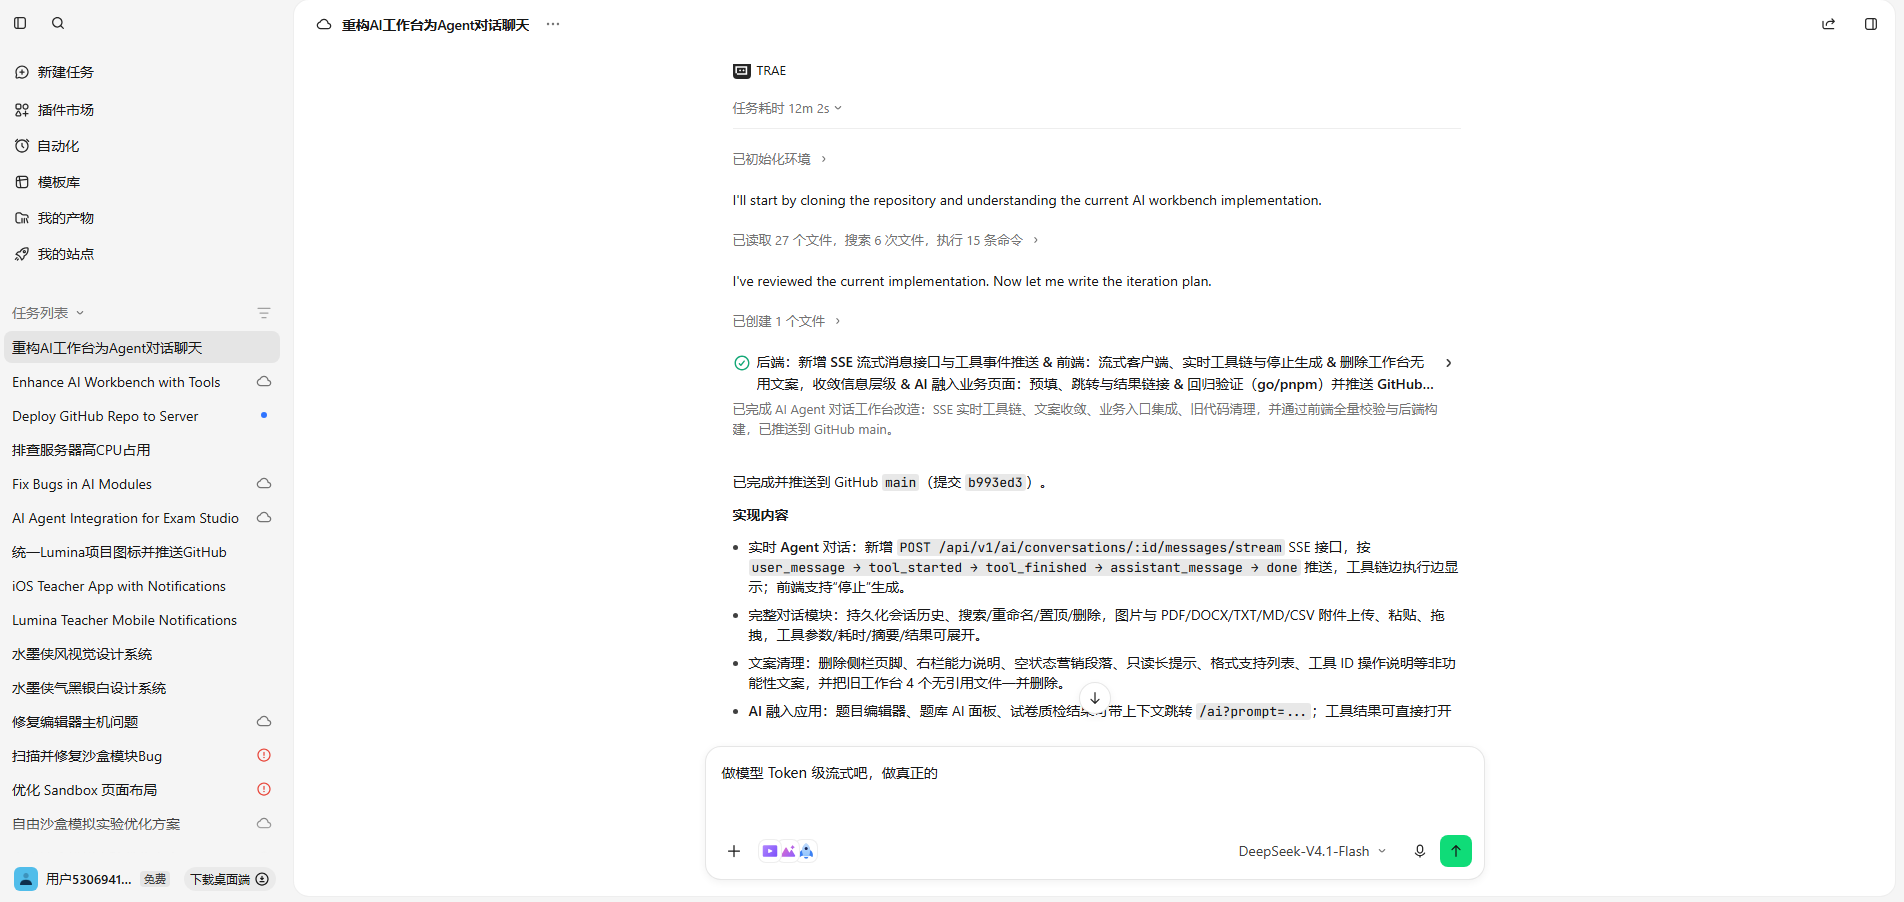 重构AI工作台为Agent对话聊天
新建任务
插件市场
自动化
模板库
我的产物
我的站点
任务列表
重构AI工作台为Agent对话聊天
Enhance AI Workbench with Tools
Deploy GitHub Repo to Server
排查服务器高CPU占用
Fix Bugs in AI Modules
AI Agent Integration for Exam Studio
统一Lumina项目图标并推送GitHub
iOS Teacher App with Notifications
Lumina Teacher Mobile Notifications
水墨侠风视觉设计系统
水墨侠气黑银白设计系统
修复编辑器主机问题
扫描并修复沙盒模块Bug
优化 Sandbox 页面布局
自由沙盒模拟实验优化方案
用户5306941... 免费 下载桌面端
TRAE
任务耗时 12m 2s
已初始化环境
I'll start by cloning the repository and understanding the current AI workbench implementation.
已读取 27 个文件，搜索 6 次文件，执行 15 条命令
I've reviewed the current implementation. Now let me write the iteration plan.
已创建 1 个文件
后端：新增 SSE 流式消息接口与工具事件推送 & 前端：流式客户端、实时工具链与停止生成 & 删除工作台无
用文案，收敛信息层级 & AI 融入业务页面：预填、跳转与结果链接 & 回归验证（go/pnpm）并推送 GitHub...
已完成 AI Agent 对话工作台改造：SSE 实时工具链、文案收敛、业务入口集成、旧代码清理，并通过前端全量校验与后端构
建，已推送到 GitHub main。
已完成并推送到 GitHub main（提交 b993ed3）。
实现内容
• 实时 Agent 对话：新增 POST /api/v1/ai/conversations/:id/messages/stream SSE 接口，按
user_message → tool_started → tool_finished → assistant_message → done 推送，工具链边执行边显
示；前端支持“停止”生成。
• 完整对话模块：持久化会话历史、搜索/重命名/置顶/删除，图片与 PDF/DOCX/TXT/MD/CSV 附件上传、粘贴、拖
拽，工具参数/耗时/摘要/结果可展开。
• 文案清理：删除侧栏页脚、右栏能力说明、空状态营销段落、只读长提示、格式支持列表、工具 ID 操作说明等非功
能性文案，并把旧工作台 4 个无引用文件一并删除。
• AI 融入应用：题目编辑器、题库 AI 面板、试卷质检结果可带上下文跳转 /ai?prompt=...；工具结果可直接打开
做模型 Token 级流式吧，做真正的
DeepSeek-V4.1-Flash